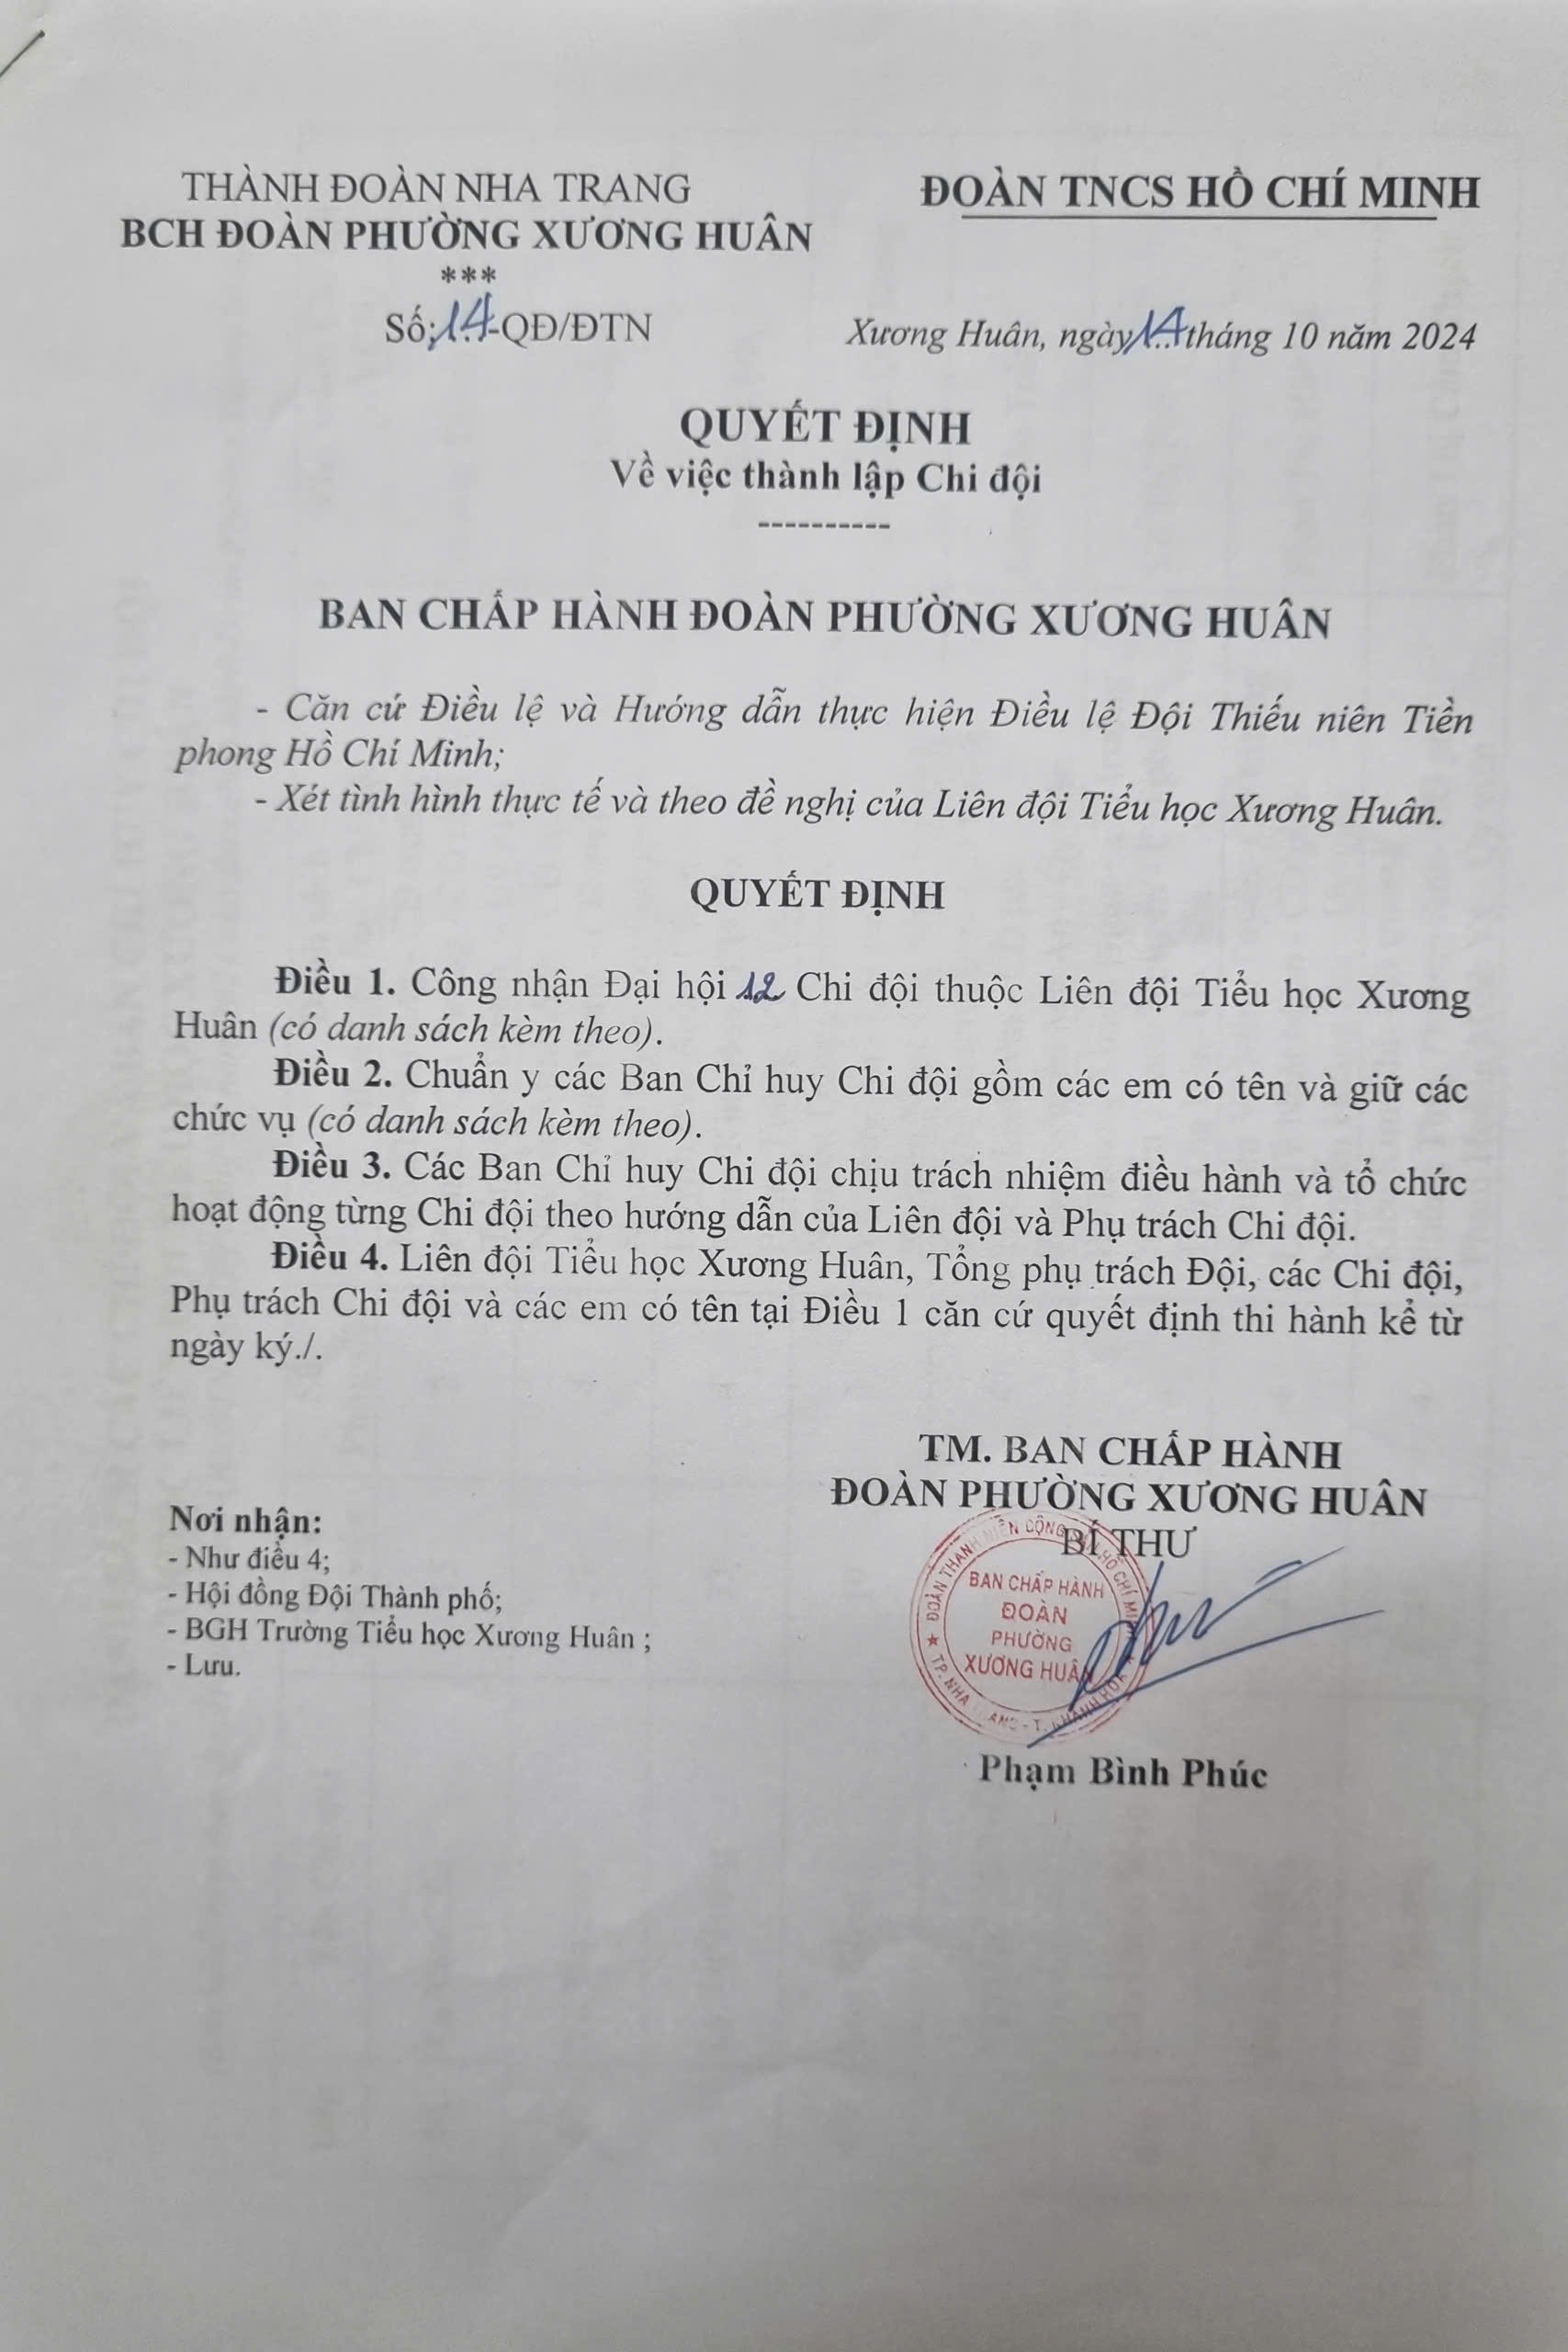 THÀNH ĐOÀN NHA TRANG
BCH ĐOÀN PHƯỜNG XƯƠNG HUÂN
***
Số:14-QĐ/ĐTN
ĐOÀN TNCS HỒ CHÍ MINH
Xương Huân, ngày 14 tháng 10 năm 2024
QUYẾT ĐỊNH
Về việc thành lập Chi đội
----------
BAN CHẤP HÀNH ĐOÀN PHƯỜNG XƯƠNG HUÂN
- Căn cứ Điều lệ và Hướng dẫn thực hiện Điều lệ Đội Thiếu niên Tiền
phong Hồ Chí Minh;
- Xét tình hình thực tế và theo đề nghị của Liên đội Tiểu học Xương Huân.
QUYẾT ĐỊNH
Điều 1. Công nhận Đại hội 12 Chi đội thuộc Liên đội Tiểu học Xương
Huân (có danh sách kèm theo).
Điều 2. Chuẩn y các Ban Chỉ huy Chi đội gồm các em có tên và giữ các
chức vụ (có danh sách kèm theo).
Điều 3. Các Ban Chỉ huy Chi đội chịu trách nhiệm điều hành và tổ chức
hoạt động từng Chi đội theo hướng dẫn của Liên đội và Phụ trách Chi đội.
Điều 4. Liên đội Tiểu học Xương Huân, Tổng phụ trách Đội, các Chi đội,
Phụ trách Chi đội và các em có tên tại Điều 1 căn cứ quyết định thi hành kể từ
ngày ký./.
TM. BAN CHẤP HÀNH
ĐOÀN PHƯỜNG XƯƠNG HUÂN
BÍ THƯ
BAN CHẤP HÀNH
ĐOÀN
PHƯỜNG
XƯƠNG HUÂN
Phạm Bình Phúc
Nơi nhận:
- Như điều 4;
- Hội đồng Đội Thành phố;
- BGH Trường Tiểu học Xương Huân ;
- Lưu.